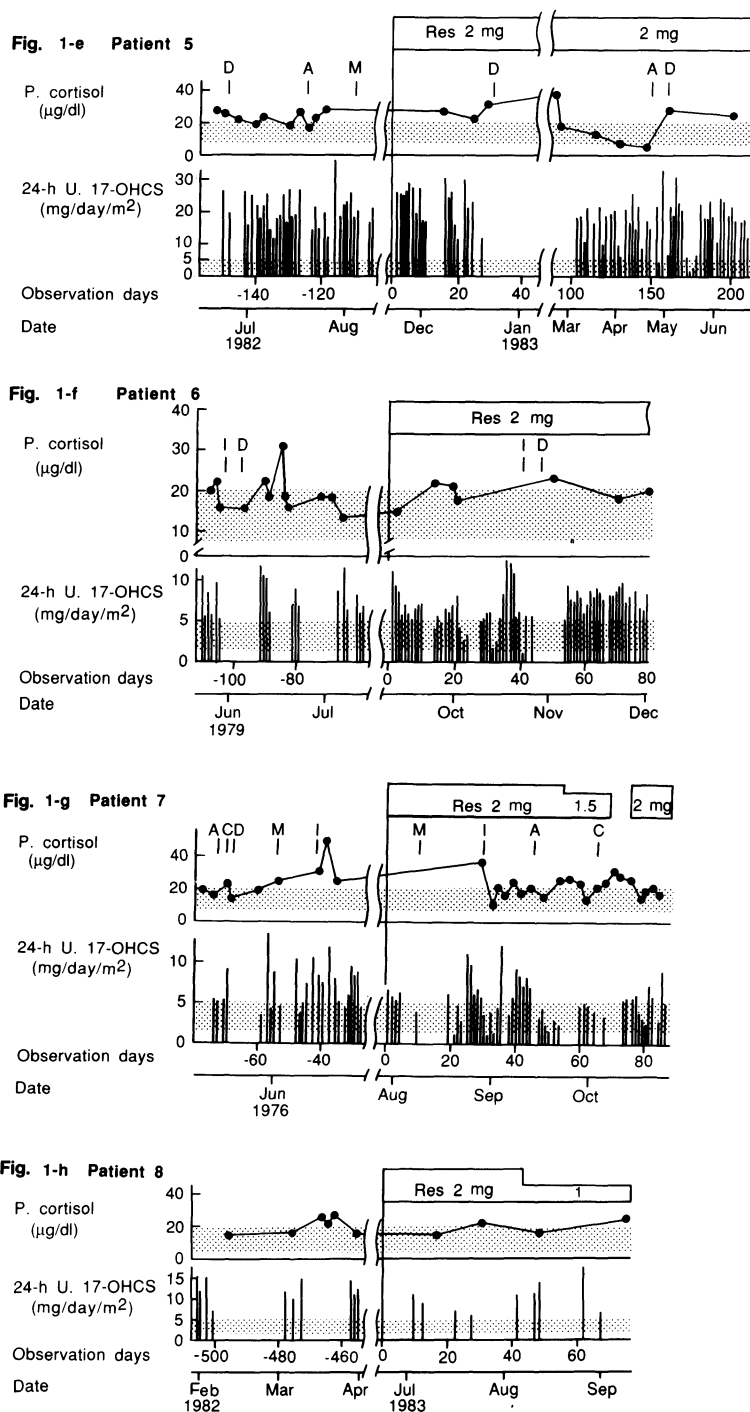 Fig. 1-e Patient 5
Res 2 mg 2 mg
D A M D A D
P. cortisol
(µg/dl)
40
20
0
24-h U. 17-OHCS
(mg/day/m2)
30
20
10
5
0
Observation days -140 -120 0 20 40 100 150 200
Date Jul Aug Dec Jan Mar Apr May Jun
1982 1983
Fig. 1-f Patient 6
40
Res 2 mg
P. cortisol
(µg/dl)
I D I D
30
20
10
0
24-h U. 17-OHCS
(mg/day/m2)
10
5
0
Observation days -100 -80 0 20 40 60 80
Date Jun Jul Oct Nov Dec
1979
Fig. 1-g Patient 7
Res 2 mg 1.5 2 mg
A C D M I M I A C
P. cortisol
(µg/dl)
40
20
0
24-h U. 17-OHCS
(mg/day/m2)
10
5
0
Observation days -60 -40 0 20 40 60 80
Date Jun Aug Sep Oct
1976
Fig. 1-h Patient 8
Res 2 mg 1
P. cortisol
(µg/dl)
40
20
0
24-h U. 17-OHCS
(mg/day/m2)
15
10
5
0
Observation days -500 -480 -460 0 20 40 60
Date Feb Mar Apr Jul Aug Sep
1982 1983